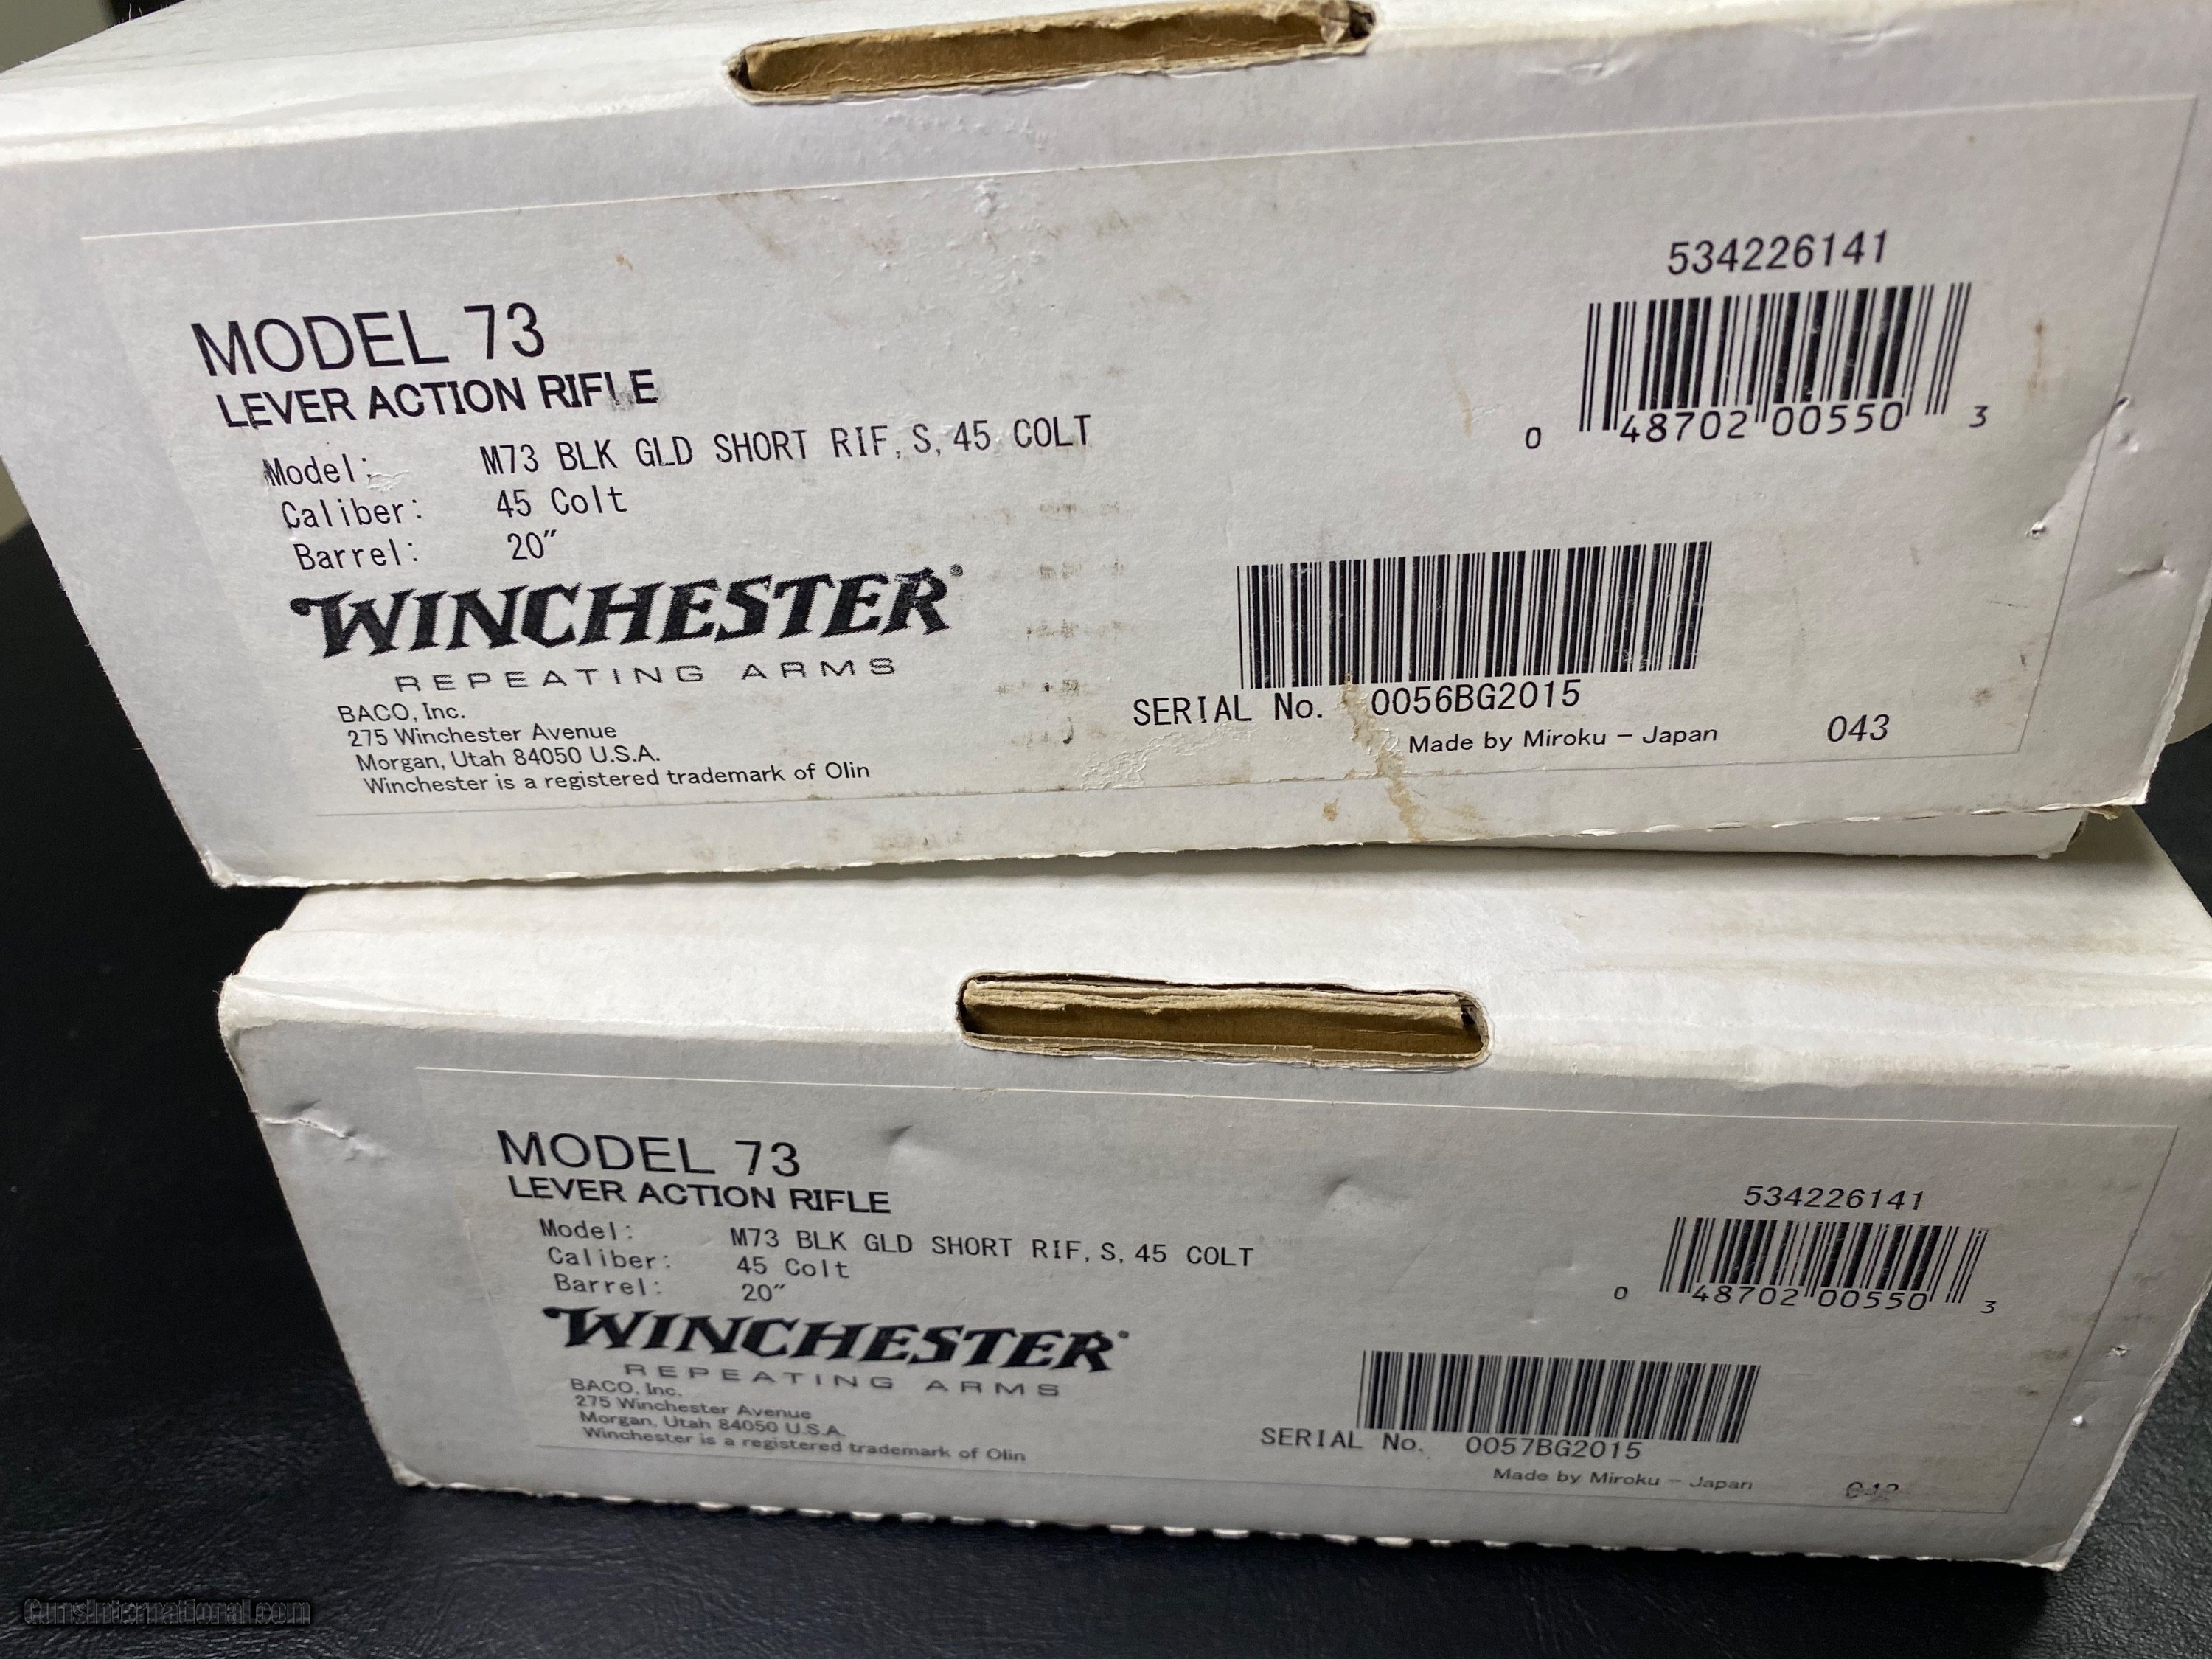 MODEL 73
LEVER ACTION RIFLE
Model: M73 BLK GLD SHORT RIF, S, 45 COLT
Caliber: 45 Colt
Barrel: 20"
WINCHESTER®
REPEATING ARMS
BACO, Inc.
275 Winchester Avenue
Morgan, Utah 84050 U.S.A.
Winchester is a registered trademark of Olin
534226141
0 48702 00550 3
SERIAL No. 0056BG2015
Made by Miroku - Japan
043
MODEL 73
LEVER ACTION RIFLE
Model: M73 BLK GLD SHORT RIF, S, 45 COLT
Caliber: 45 Colt
Barrel: 20"
WINCHESTER®
REPEATING ARMS
BACO, Inc.
275 Winchester Avenue
Morgan, Utah 84050 U.S.A.
Winchester is a registered trademark of Olin
534226141
0 48702 00550 3
SERIAL No. 0057BG2015
Made by Miroku - Japan
GunsInternational.com